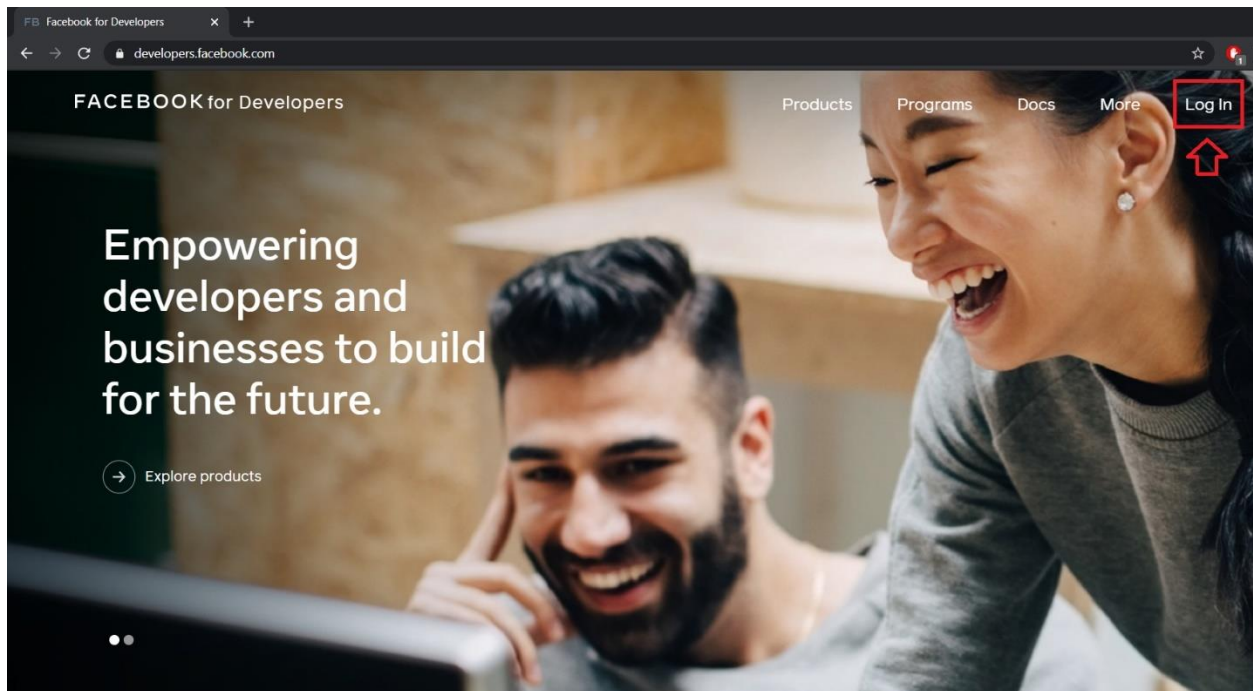 FB Facebook for Developers
developers.facebook.com
1
FACEBOOK for Developers
Products Programs Docs More Log In
Empowering
developers and
businesses to build
for the future.
Explore products